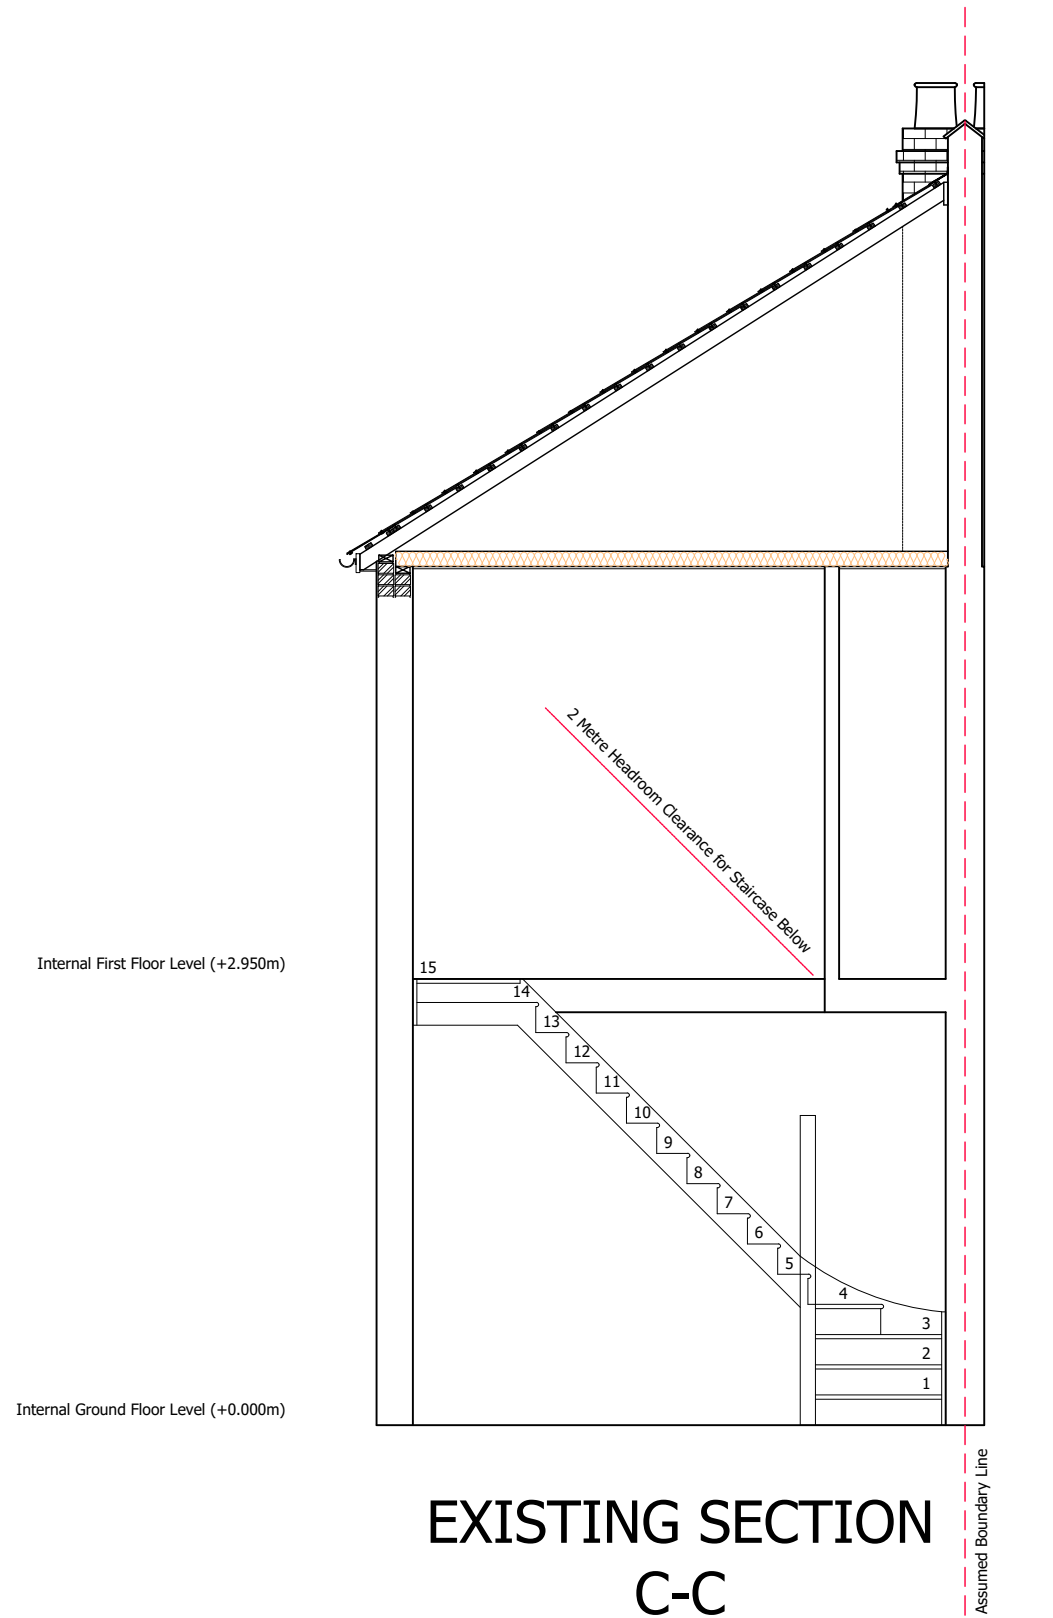 2 Metre Headroom Clearance for Staircase Below
Internal First Floor Level (+2.950m)
15
14
13
12
11
10
9
8
7
6
5
4
3
2
1
Internal Ground Floor Level (+0.000m)
Assumed Boundary Line
EXISTING SECTION
C-C